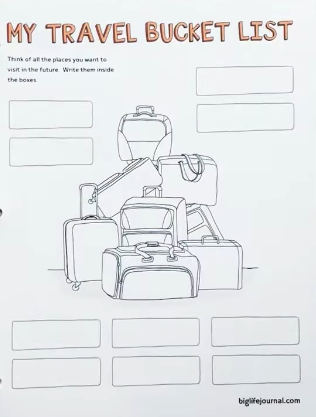 MY TRAVEL BUCKET LIST
Think of all the places you want to
visit in the future. Write them inside
the boxes.
biglifejournal.com